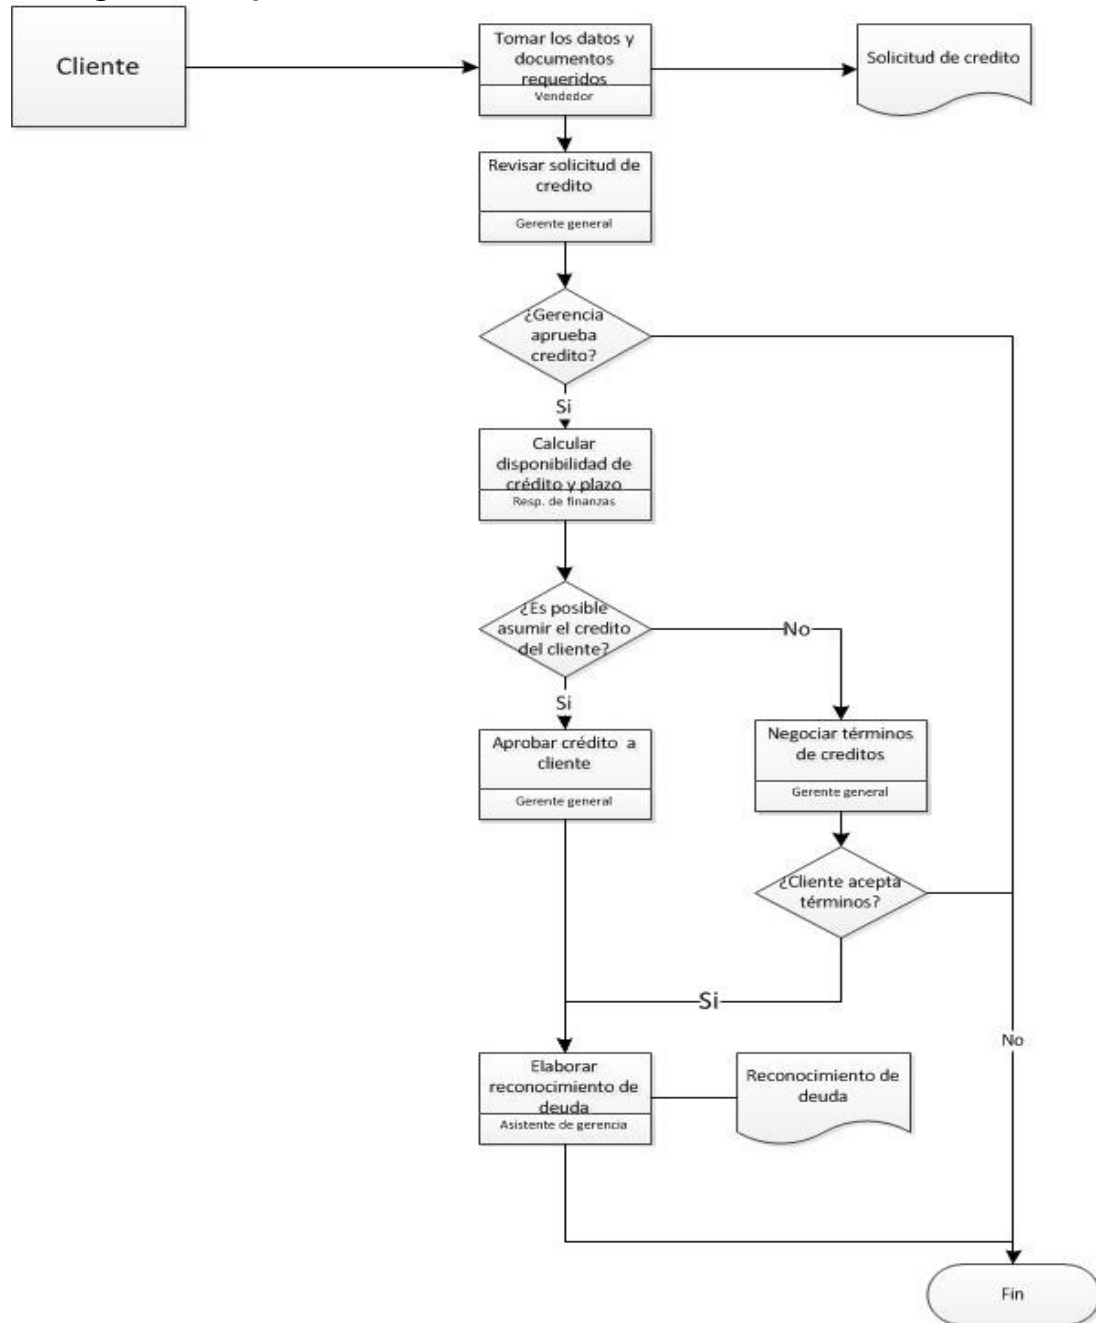 Cliente
Tomar los datos y
documentos
requeridos
Vendedor
Solicitud de credito
Revisar solicitud de
credito
Gerente general
¿Gerencia
aprueba
credito?
Si
Calcular
disponibilidad de
crédito y plazo
Resp. de finanzas
¿Es posible
asumir el credito
del cliente?
No
Si
Aprobar crédito a
cliente
Gerente general
Negociar términos
de creditos
Gerente general
¿Cliente acepta
términos?
Si
No
Elaborar
reconocimiento de
deuda
Asistente de gerencia
Reconocimiento de
deuda
Fin